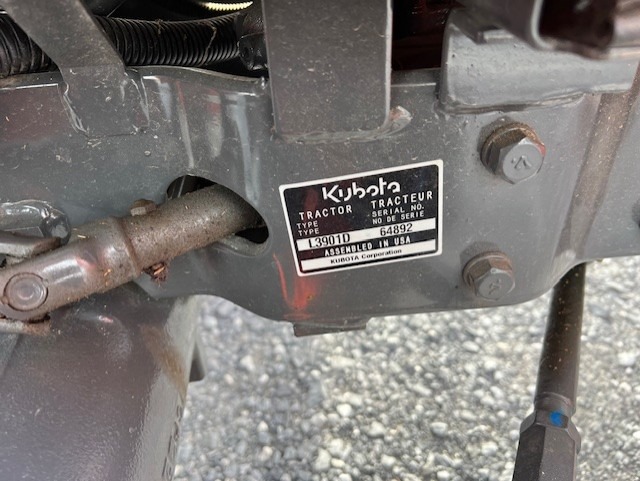 Kubota
TRACTOR TRACTEUR
TYPE SERIAL NO.
TYPE NO DE SERIE
L3901D 64892
ASSEMBLED IN USA
KUBOTA Corporation